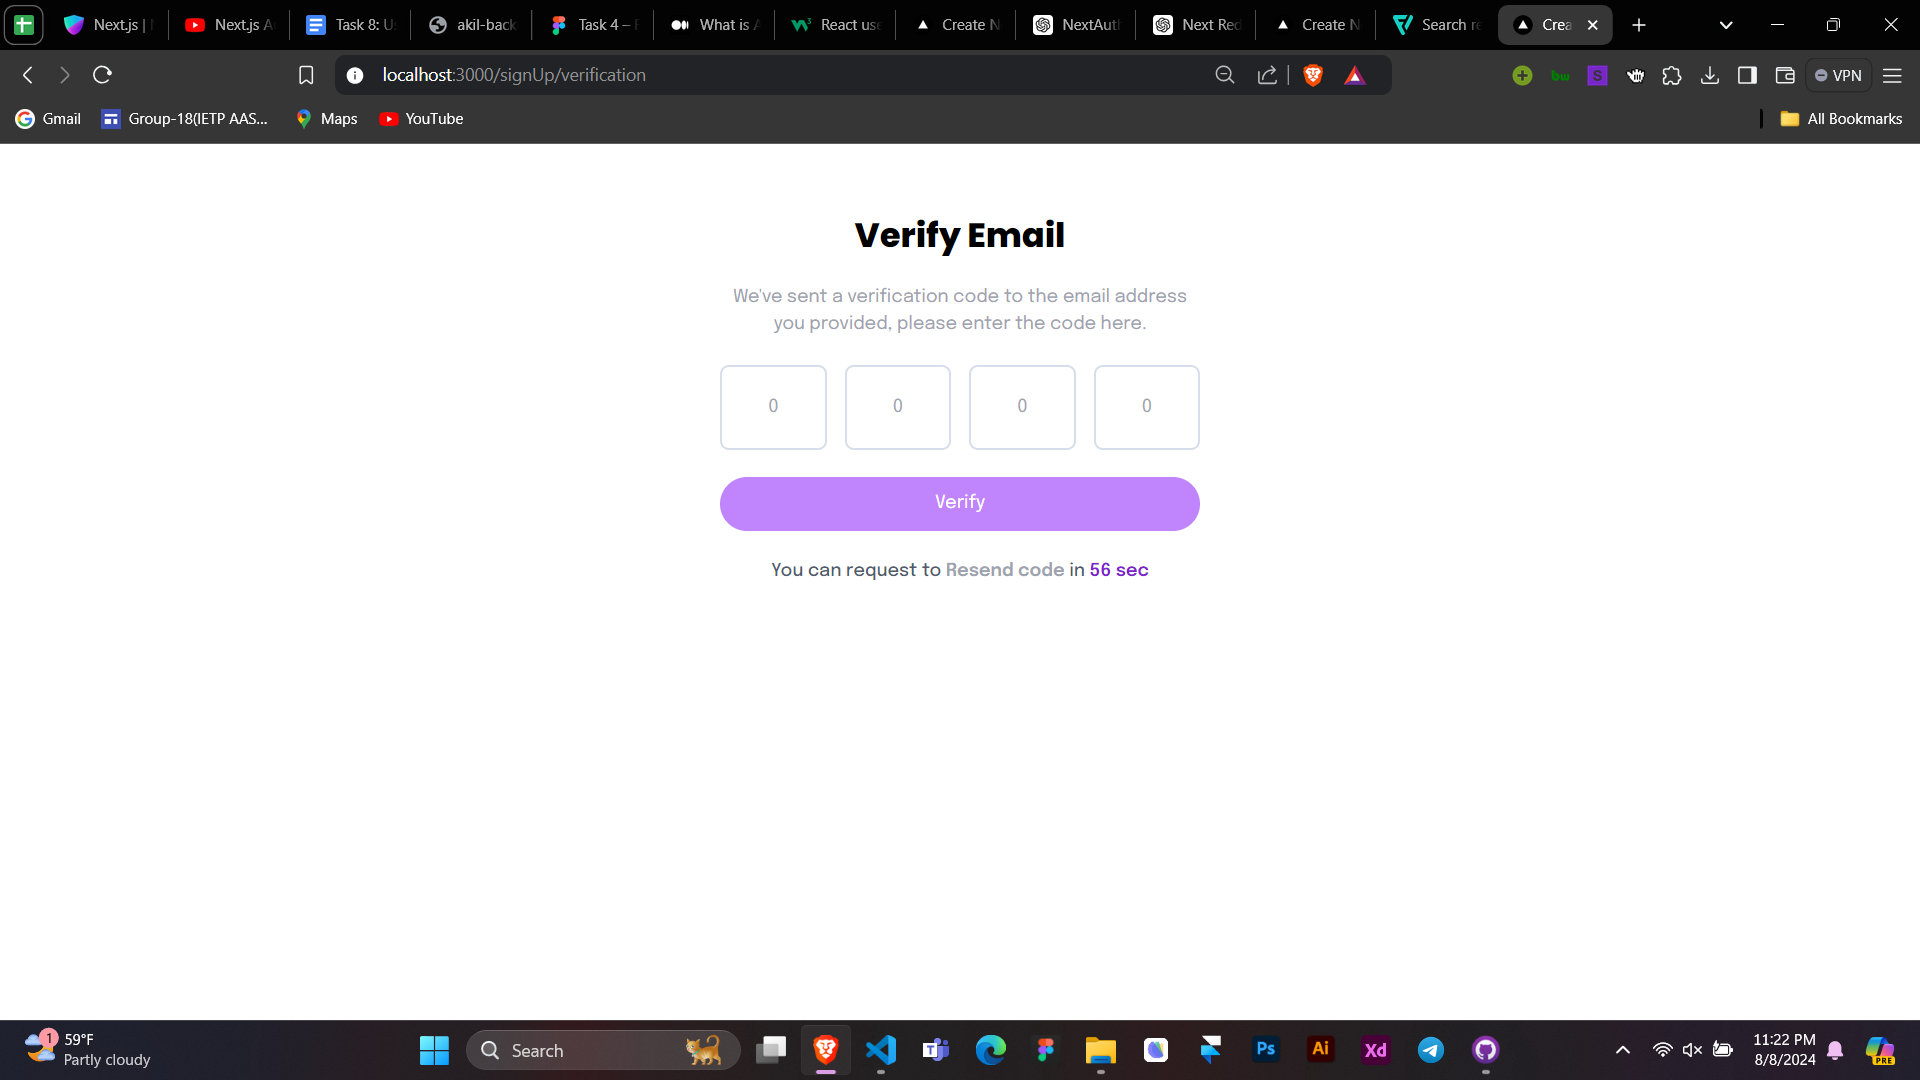 Next.js |
Next.js A
Task 8: U
akil-back
Task 4 –
What is
React us
Create N
NextAut
Next Red
Create N
Search re
Crea
localhost:3000/signUp/verification
VPN
Gmail
Group-18(IETP AAS...
Maps
YouTube
All Bookmarks
Verify Email
We've sent a verification code to the email address
you provided, please enter the code here.
0 0 0 0
Verify
You can request to Resend code in 56 sec
1
59°F
Partly cloudy
Search
Ps
Ai
Xd
11:22 PM
8/8/2024
PRE